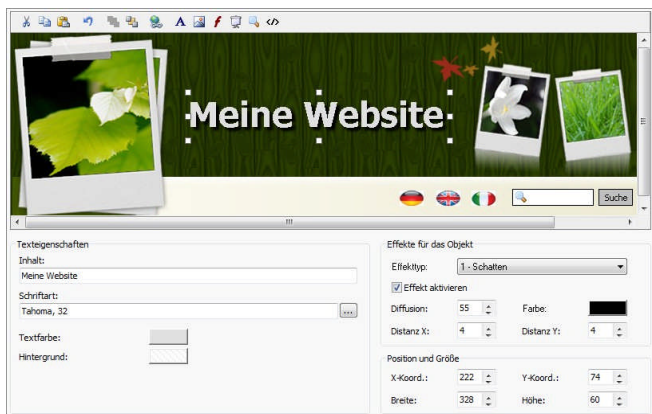 Meine Website
Suche
Texteigenschaften
Inhalt:
Meine Website
Schriftart:
Tahoma, 32
...
Textfarbe:
Hintergrund:
Effekte für das Objekt
Effekttyp: 1 - Schatten
Effekt aktivieren
Diffusion: 55 Farbe:
Distanz X: 4 Distanz Y: 4
Position und Größe
X-Koord.: 222 Y-Koord.: 74
Breite: 328 Höhe: 60